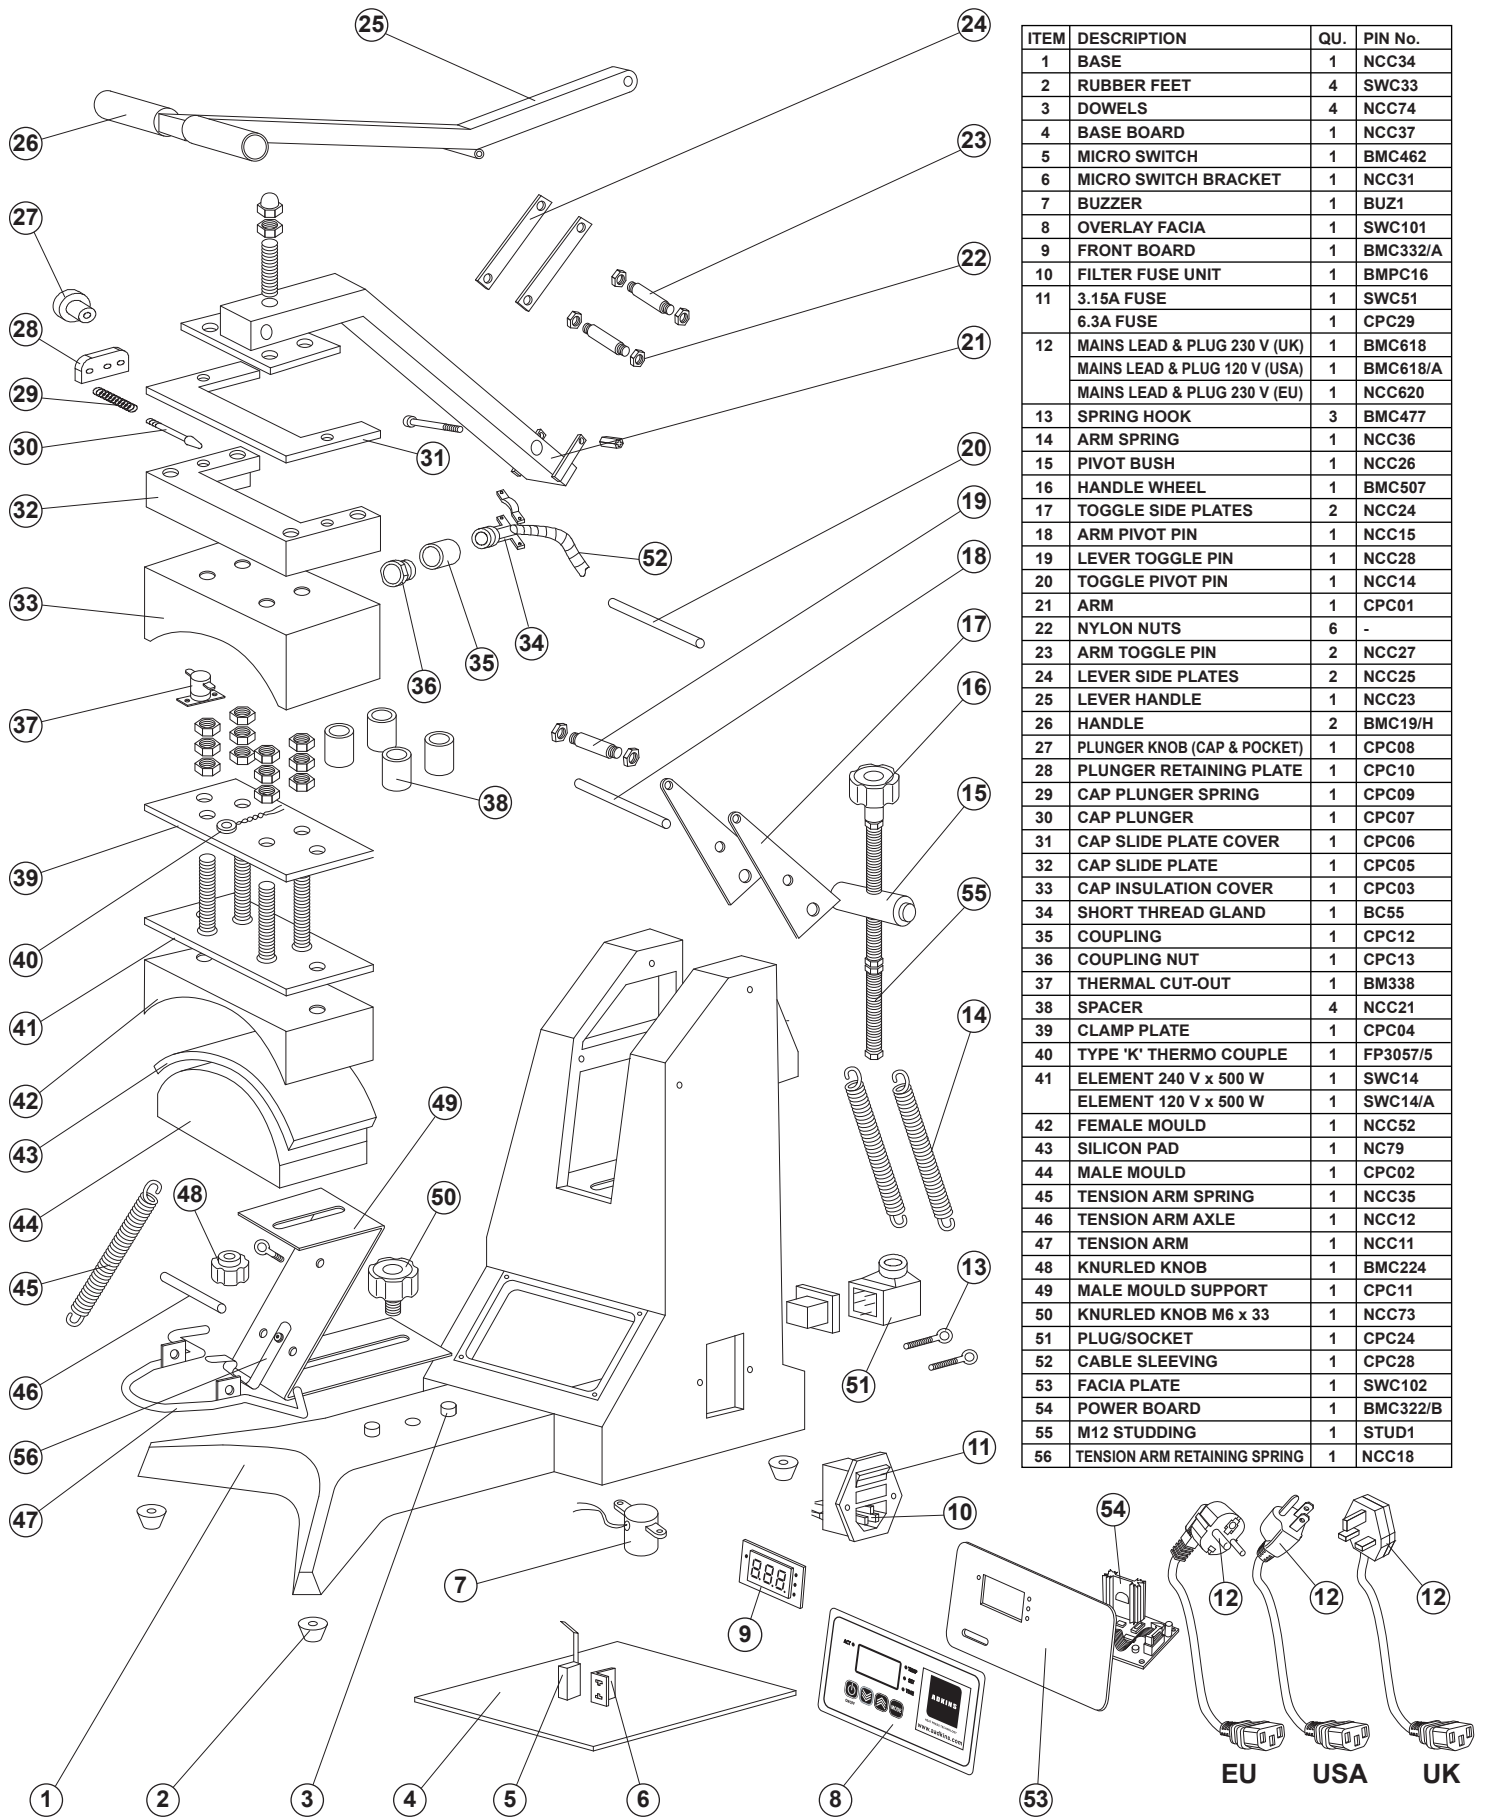 25
24
26
23
27
22
28
21
29
30
31
20
32
19
52
18
33
34
17
35
36
16
37
15
38
39
55
40
14
41
42
49
43
48
50
44
13
45
51
46
56
11
47
10
54
7
12
12
12
9
ACT
TEMP
SET
TIME
ADKINS
www.aadkins.com
1
2
3
4
5
6
8
53
EU
USA
UK
ITEM DESCRIPTION QU. PIN No.
1 BASE 1 NCC34
2 RUBBER FEET 4 SWC33
3 DOWELS 4 NCC74
4 BASE BOARD 1 NCC37
5 MICRO SWITCH 1 BMC462
6 MICRO SWITCH BRACKET 1 NCC31
7 BUZZER 1 BUZ1
8 OVERLAY FACIA 1 SWC101
9 FRONT BOARD 1 BMC332/A
10 FILTER FUSE UNIT 1 BMPC16
11 3.15A FUSE 1 SWC51
6.3A FUSE 1 CPC29
12 MAINS LEAD & PLUG 230 V (UK) 1 BMC618
MAINS LEAD & PLUG 120 V (USA) 1 BMC618/A
MAINS LEAD & PLUG 230 V (EU) 1 NCC620
13 SPRING HOOK 3 BMC477
14 ARM SPRING 1 NCC36
15 PIVOT BUSH 1 NCC26
16 HANDLE WHEEL 1 BMC507
17 TOGGLE SIDE PLATES 2 NCC24
18 ARM PIVOT PIN 1 NCC15
19 LEVER TOGGLE PIN 1 NCC28
20 TOGGLE PIVOT PIN 1 NCC14
21 ARM 1 CPC01
22 NYLON NUTS 6 -
23 ARM TOGGLE PIN 2 NCC27
24 LEVER SIDE PLATES 2 NCC25
25 LEVER HANDLE 1 NCC23
26 HANDLE 2 BMC19/H
27 PLUNGER KNOB (CAP & POCKET) 1 CPC08
28 PLUNGER RETAINING PLATE 1 CPC10
29 CAP PLUNGER SPRING 1 CPC09
30 CAP PLUNGER 1 CPC07
31 CAP SLIDE PLATE COVER 1 CPC06
32 CAP SLIDE PLATE 1 CPC05
33 CAP INSULATION COVER 1 CPC03
34 SHORT THREAD GLAND 1 BC55
35 COUPLING 1 CPC12
36 COUPLING NUT 1 CPC13
37 THERMAL CUT-OUT 1 BM338
38 SPACER 4 NCC21
39 CLAMP PLATE 1 CPC04
40 TYPE 'K' THERMO COUPLE 1 FP3057/5
41 ELEMENT 240 V x 500 W 1 SWC14
ELEMENT 120 V x 500 W 1 SWC14/A
42 FEMALE MOULD 1 NCC52
43 SILICON PAD 1 NC79
44 MALE MOULD 1 CPC02
45 TENSION ARM SPRING 1 NCC35
46 TENSION ARM AXLE 1 NCC12
47 TENSION ARM 1 NCC11
48 KNURLED KNOB 1 BMC224
49 MALE MOULD SUPPORT 1 CPC11
50 KNURLED KNOB M6 x 33 1 NCC73
51 PLUG/SOCKET 1 CPC24
52 CABLE SLEEVING 1 CPC28
53 FACIA PLATE 1 SWC102
54 POWER BOARD 1 BMC322/B
55 M12 STUDDING 1 STUD1
56 TENSION ARM RETAINING SPRING 1 NCC18